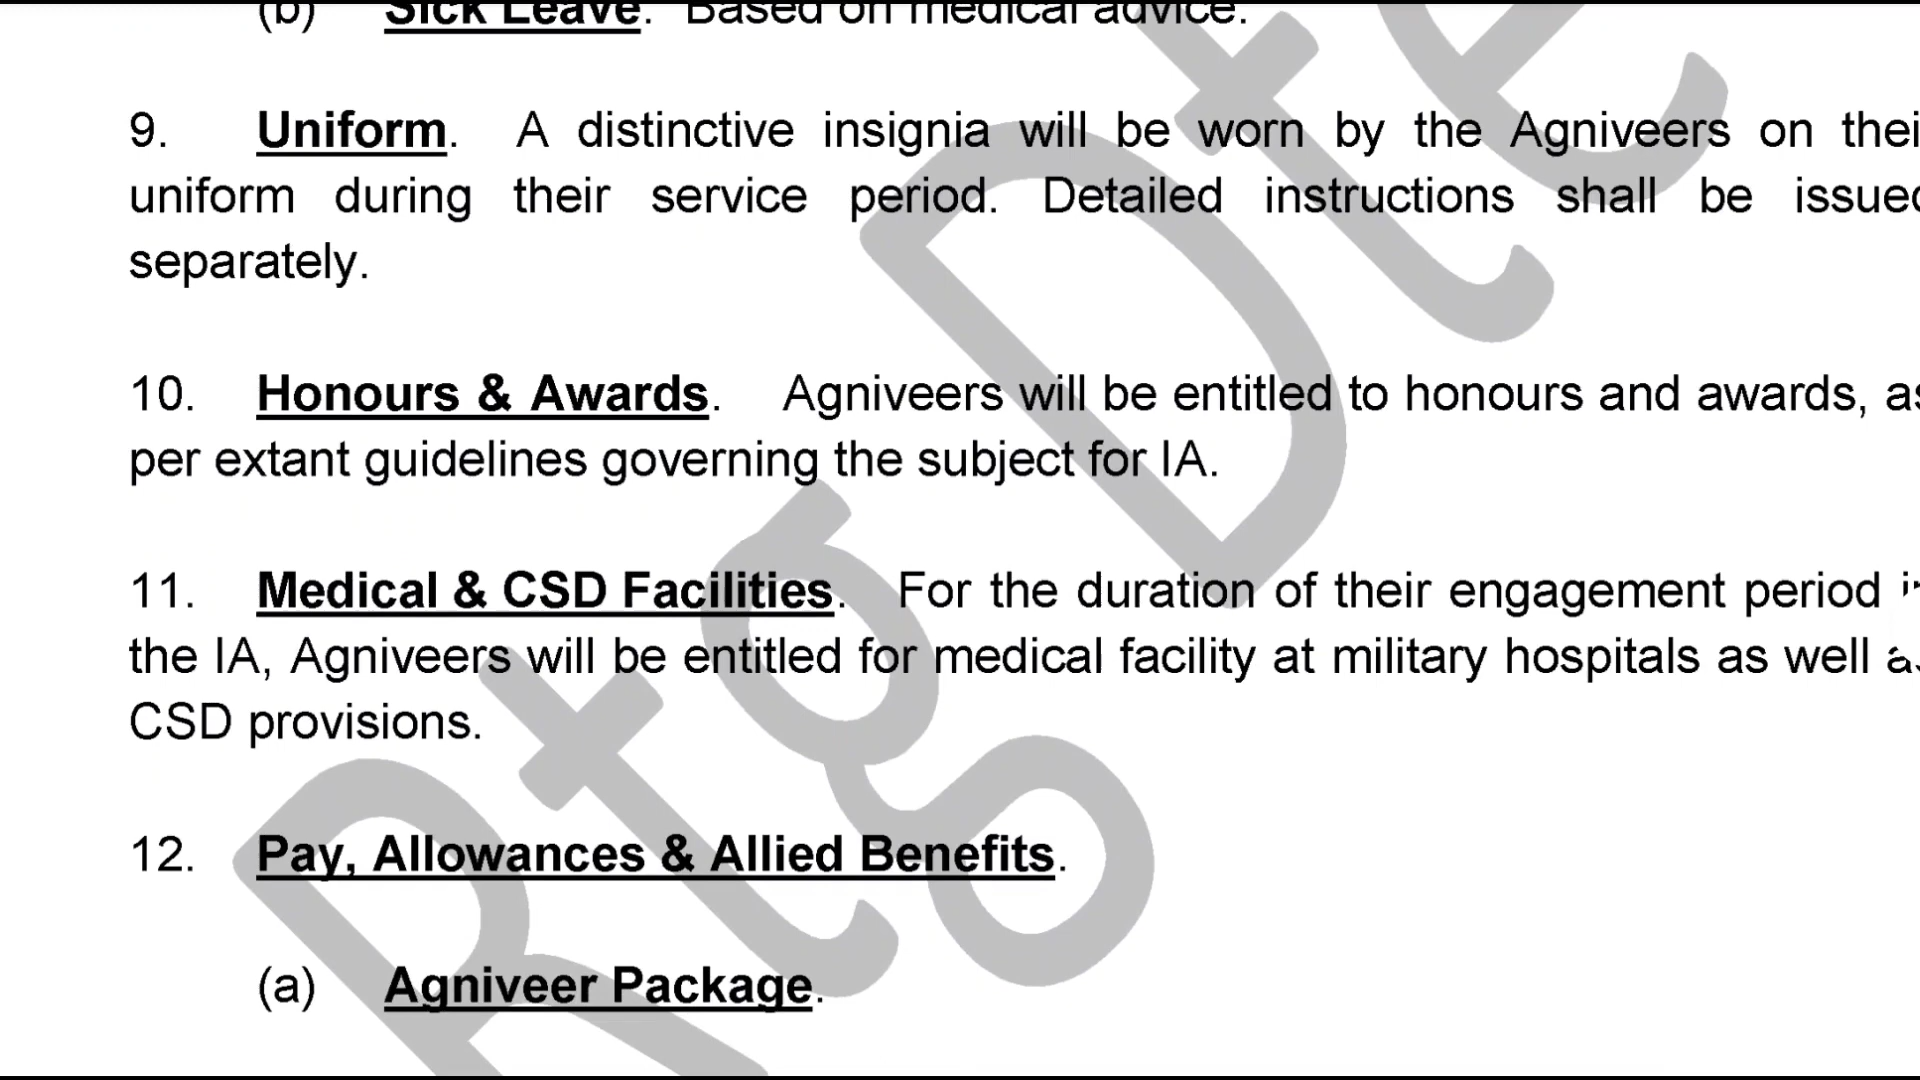 (b) Sick Leave. Based on medical advice.
9. Uniform. A distinctive insignia will be worn by the Agniveers on thei
uniform during their service period. Detailed instructions shall be issued
separately.
10. Honours & Awards. Agniveers will be entitled to honours and awards, as
per extant guidelines governing the subject for IA.
11. Medical & CSD Facilities. For the duration of their engagement period in
the IA, Agniveers will be entitled for medical facility at military hospitals as well as
CSD provisions.
12. Pay, Allowances & Allied Benefits.
(a) Agniveer Package.
Rtg Dte